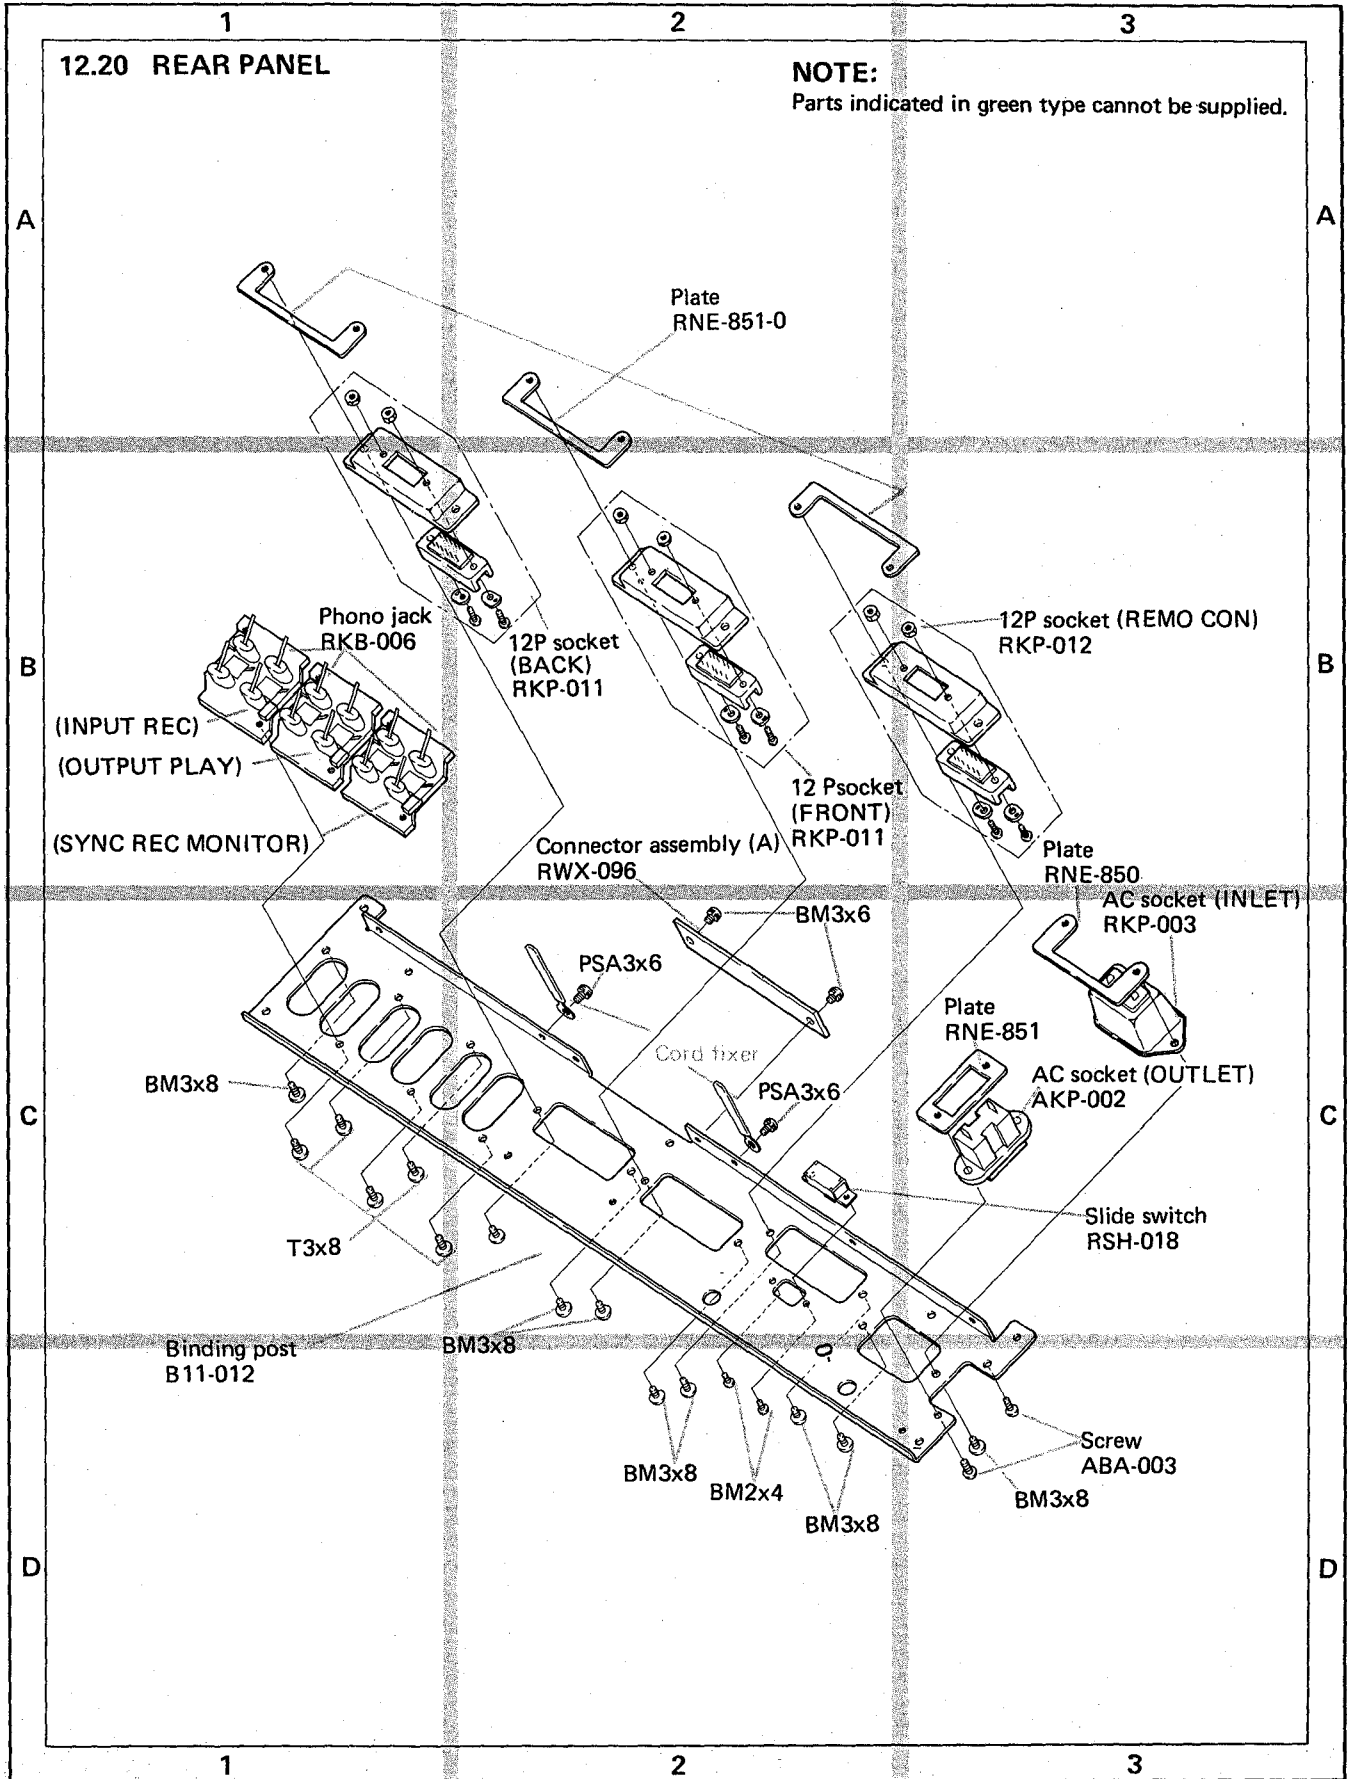 1 2 3
12.20 REAR PANEL
NOTE:
Parts indicated in green type cannot be supplied.
A A
Plate
RNE-851-0
Phono jack
RKB-006
12P socket
(BACK)
RKP-011
12P socket (REMO CON)
RKP-012
B B
(INPUT REC)
(OUTPUT PLAY)
(SYNC REC MONITOR)
12 Psocket
(FRONT)
RKP-011
Connector assembly (A)
RWX-096
Plate
RNE-850
AC socket (INLET)
RKP-003
BM3x6
PSA3x6
Plate
RNE-851
Cord fixer
AC socket (OUTLET)
AKP-002
BM3x8
PSA3x6
C C
Slide switch
RSH-018
T3x8
Binding post
B11-012
BM3x8
Screw
ABA-003
BM3x8
BM2x4
BM3x8
BM3x8
D D
1 2 3